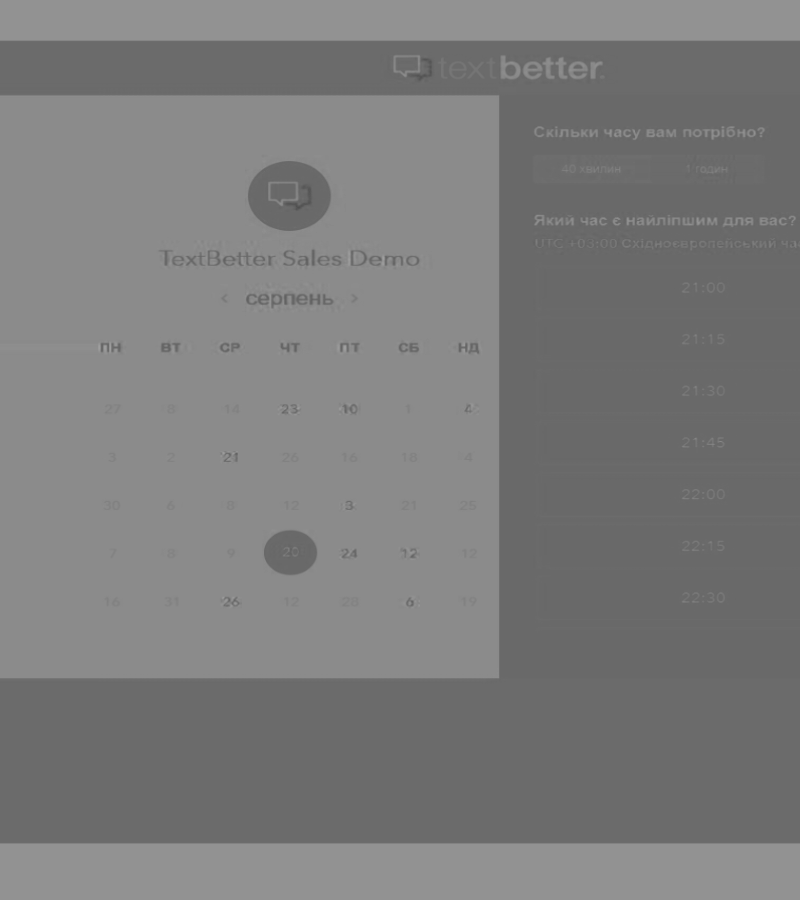 textbetter.
TextBetter Sales Demo
< серпень >
ПН ВТ СР ЧТ ПТ СБ НД
27 8 14 23 10 1 4
3 2 21 26 16 18 4
30 6 8 12 3 21 25
7 8 9 20 24 12 12
16 31 26 12 28 6 19
Скільки часу вам потрібно?
40 хвилин 1 годин
Який час є найліпшим для вас?
UTC +03:00 Східноєвропейський
21:00
21:15
21:30
21:45
22:00
22:15
22:30